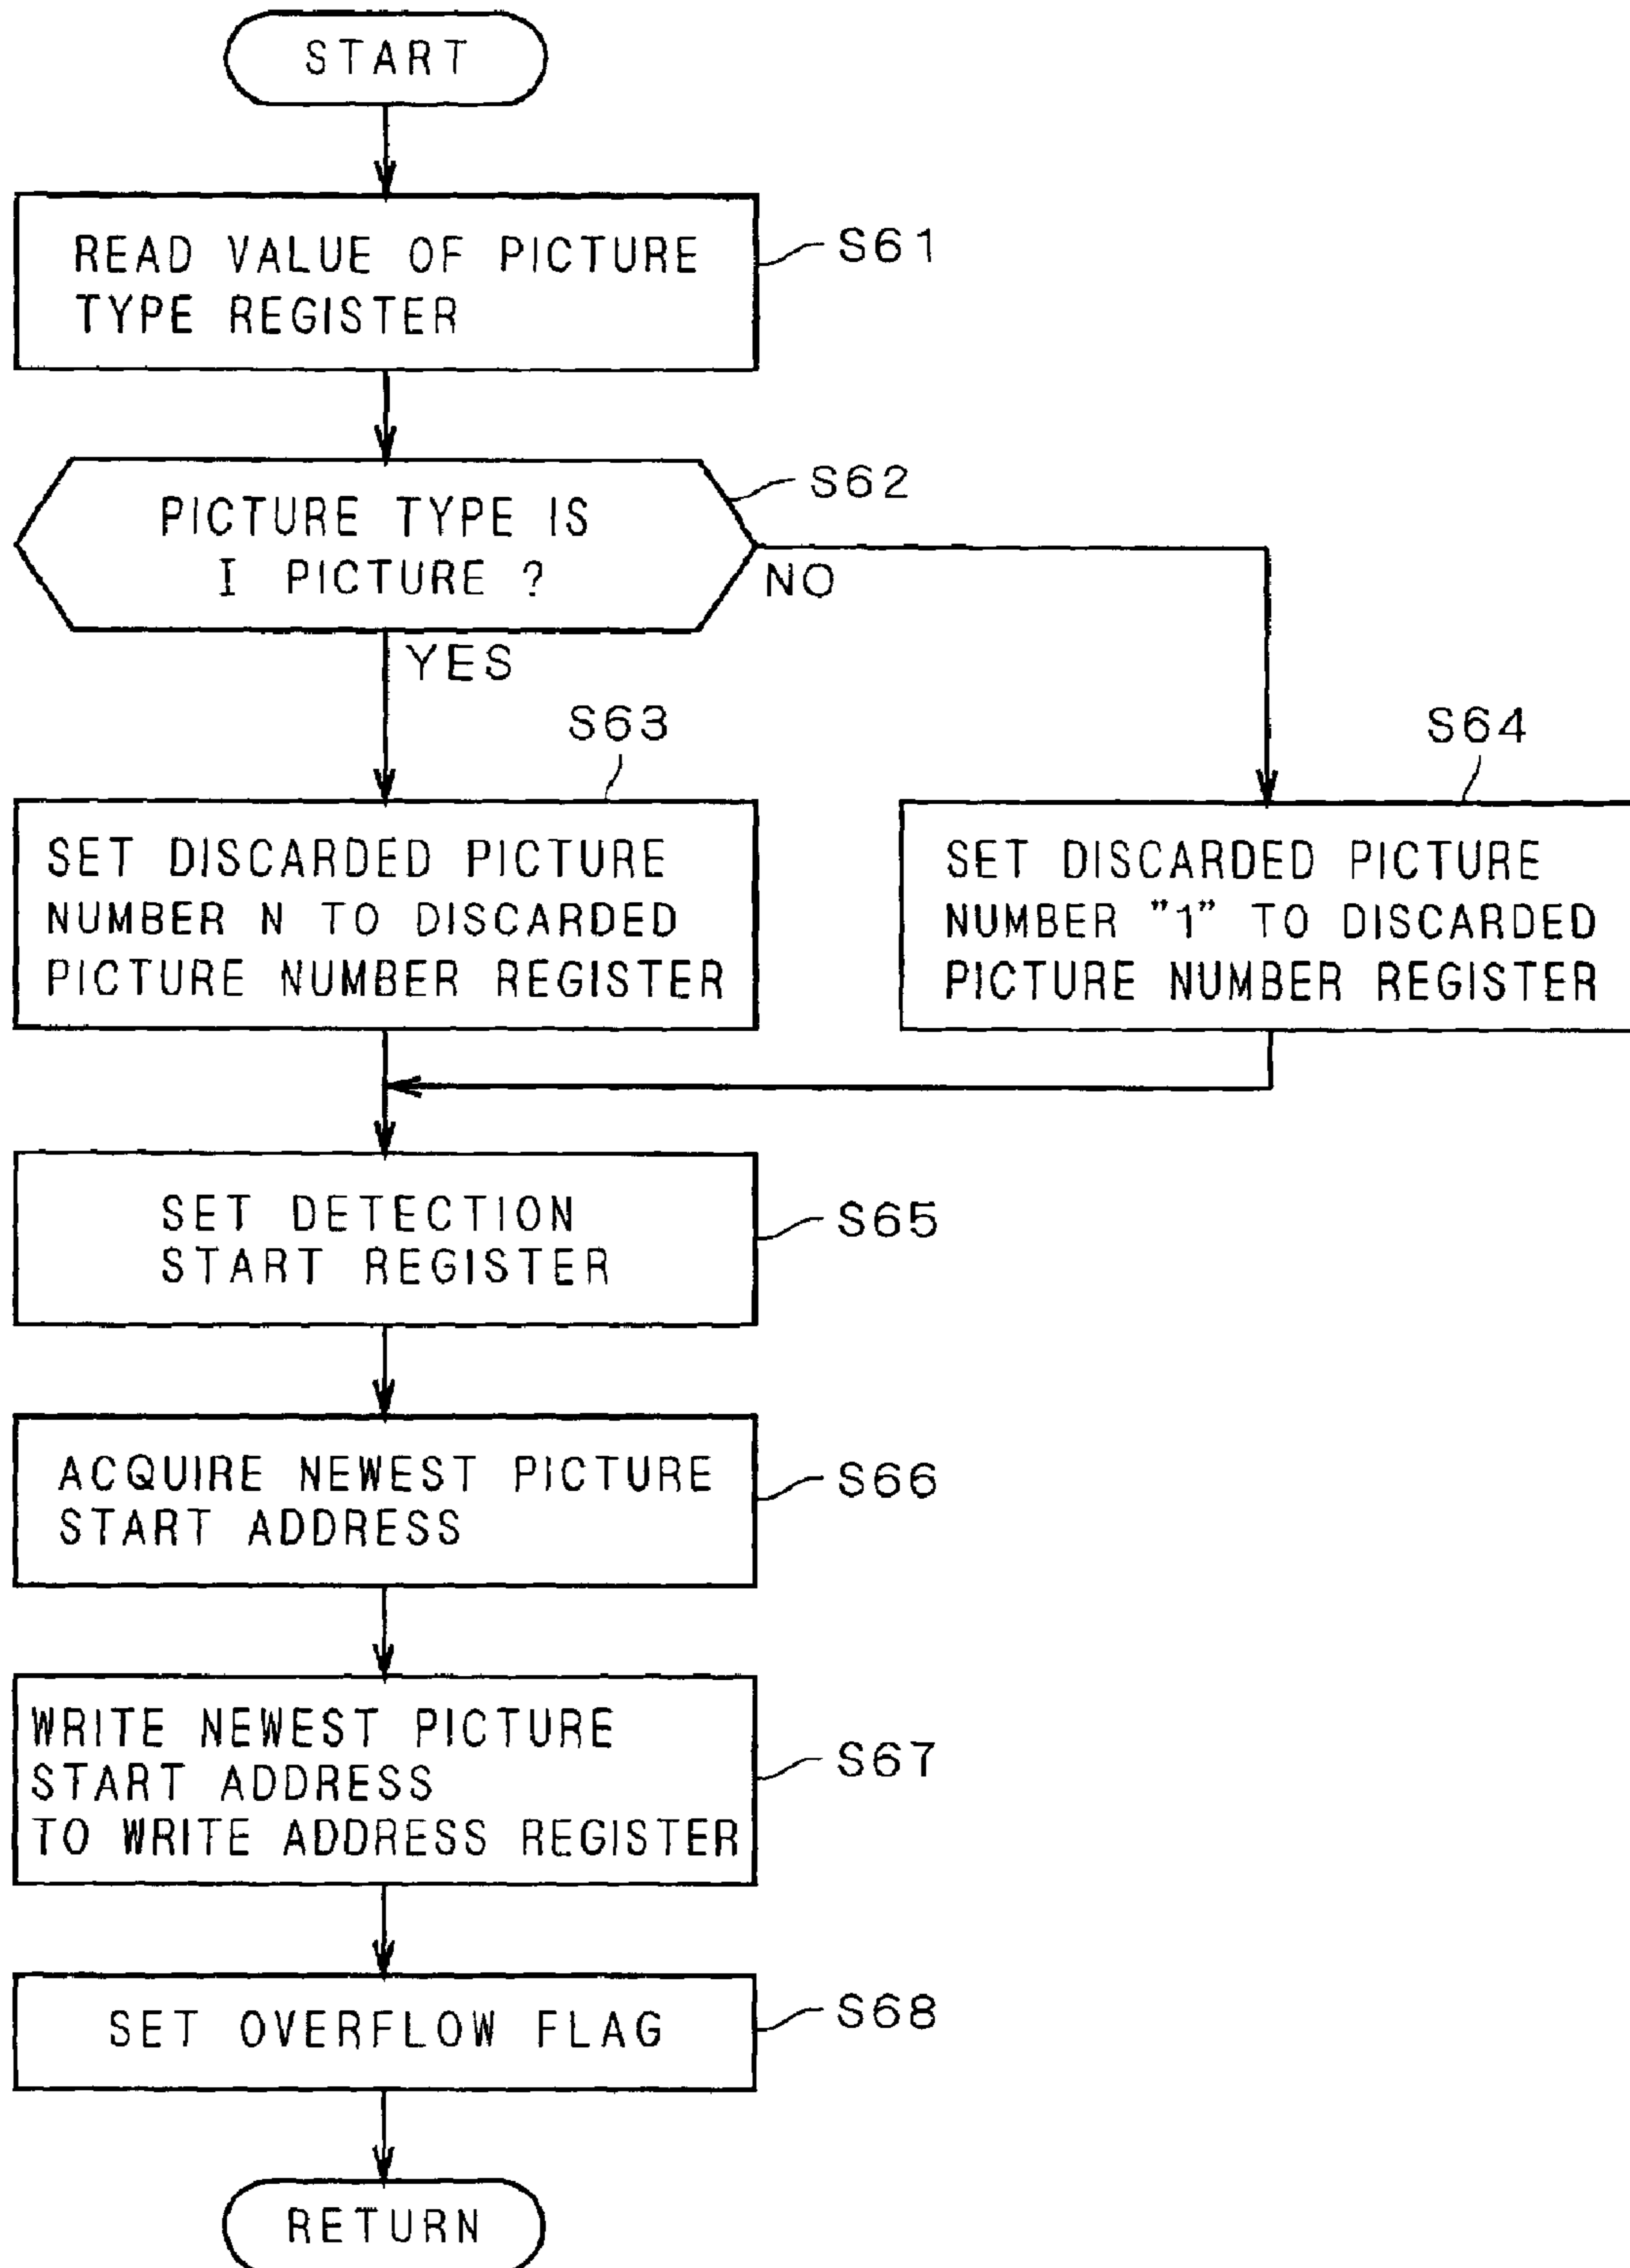 START
READ VALUE OF PICTURE
TYPE REGISTER
S61
PICTURE TYPE IS
I PICTURE ?
S62
NO
YES
S63
SET DISCARDED PICTURE
NUMBER N TO DISCARDED
PICTURE NUMBER REGISTER
S64
SET DISCARDED PICTURE
NUMBER "1" TO DISCARDED
PICTURE NUMBER REGISTER
SET DETECTION
START REGISTER
S65
ACQUIRE NEWEST PICTURE
START ADDRESS
S66
WRITE NEWEST PICTURE
START ADDRESS
TO WRITE ADDRESS REGISTER
S67
SET OVERFLOW FLAG
S68
RETURN